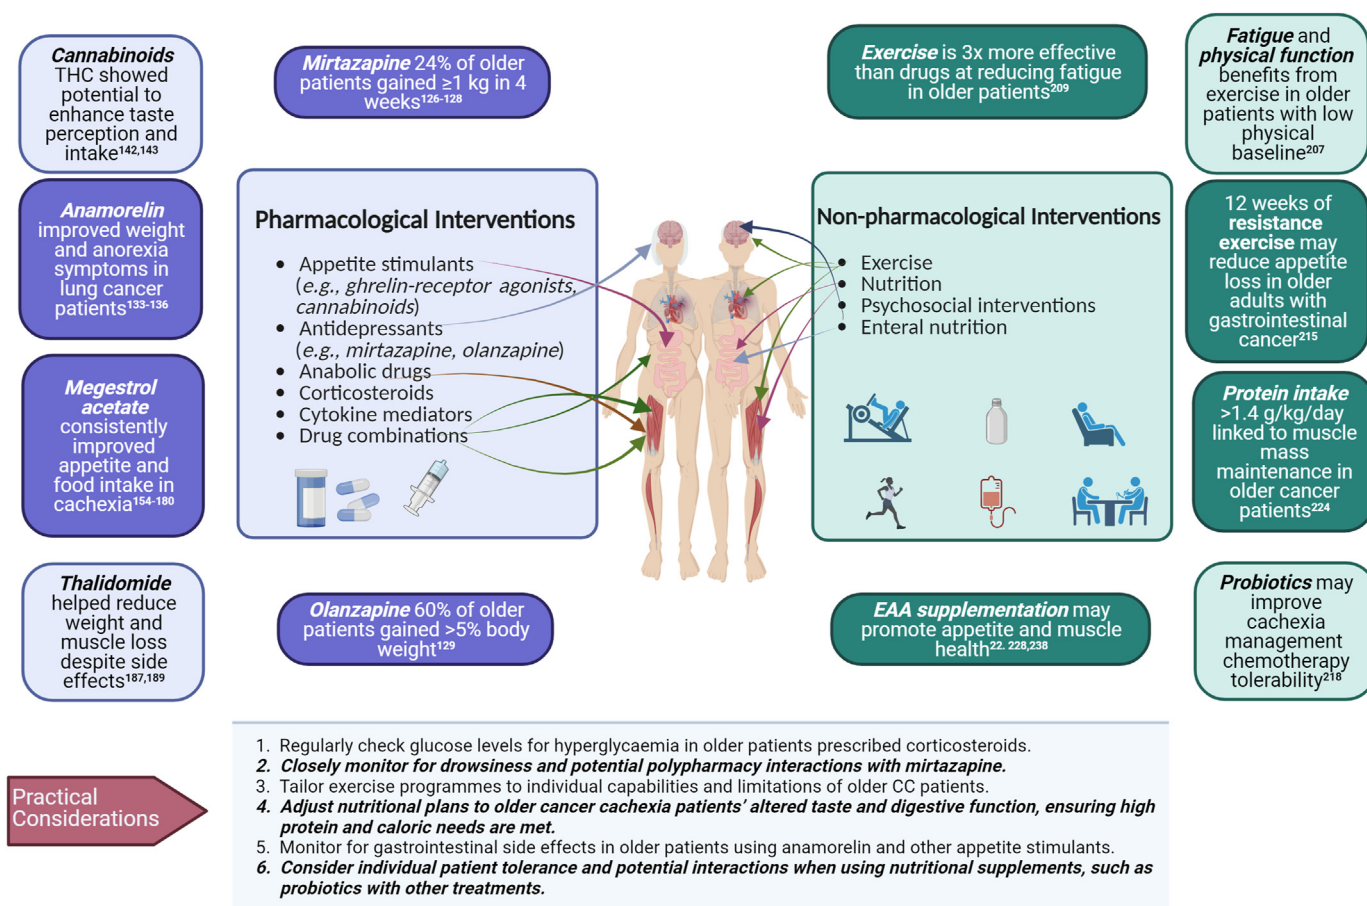 Cannabinoids
THC showed
potential to
enhance taste
perception and
intake142,143
Anamorelin
improved weight
and anorexia
symptoms in
lung cancer
patients133-136
Megestrol
acetate
consistently
improved
appetite and
food intake in
cachexia154-180
Thalidomide
helped reduce
weight and
muscle loss
despite side
effects187,189
Mirtazapine 24% of older
patients gained ≥1 kg in 4
weeks126-128
Pharmacological Interventions
• Appetite stimulants
(e.g., ghrelin-receptor agonists,
cannabinoids)
• Antidepressants
(e.g., mirtazapine, olanzapine)
• Anabolic drugs
• Corticosteroids
• Cytokine mediators
• Drug combinations
Olanzapine 60% of older
patients gained >5% body
weight129
Exercise is 3x more effective
than drugs at reducing fatigue
in older patients209
Non-pharmacological Interventions
• Exercise
• Nutrition
• Psychosocial interventions
• Enteral nutrition
EAA supplementation may
promote appetite and muscle
health22. 228,238
Fatigue and
physical function
benefits from
exercise in older
patients with low
physical
baseline207
12 weeks of
resistance
exercise may
reduce appetite
loss in older
adults with
gastrointestinal
cancer215
Protein intake
>1.4 g/kg/day
linked to muscle
mass
maintenance in
older cancer
patients224
Probiotics may
improve
cachexia
management
chemotherapy
tolerability218
Practical
Considerations
1. Regularly check glucose levels for hyperglycaemia in older patients prescribed corticosteroids.
2. Closely monitor for drowsiness and potential polypharmacy interactions with mirtazapine.
3. Tailor exercise programmes to individual capabilities and limitations of older CC patients.
4. Adjust nutritional plans to older cancer cachexia patients’ altered taste and digestive function, ensuring high
protein and caloric needs are met.
5. Monitor for gastrointestinal side effects in older patients using anamorelin and other appetite stimulants.
6. Consider individual patient tolerance and potential interactions when using nutritional supplements, such as
probiotics with other treatments.